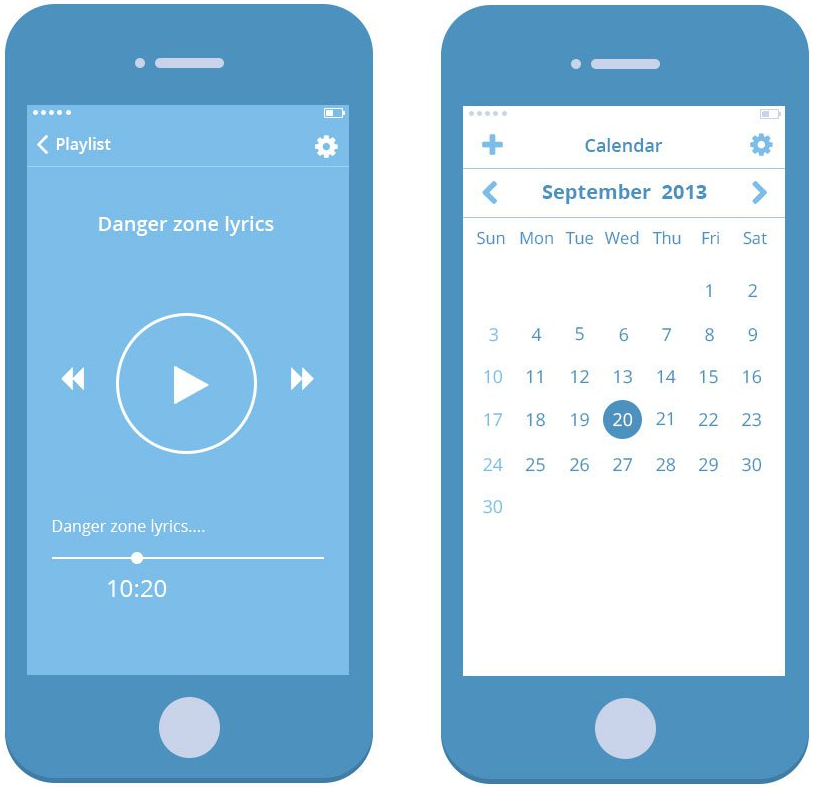 Playlist
Danger zone lyrics
Danger zone lyrics....
10:20
Calendar
September 2013
Sun Mon Tue Wed Thu Fri Sat
1 2
3 4 5 6 7 8 9
10 11 12 13 14 15 16
17 18 19 20 21 22 23
24 25 26 27 28 29 30
30